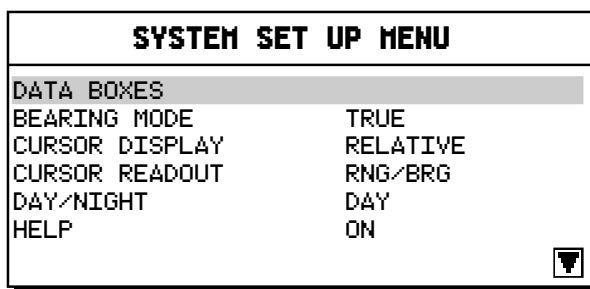 SYSTEM SET UP MENU
DATA BOXES
BEARING MODE TRUE
CURSOR DISPLAY RELATIVE
CURSOR READOUT RNG/BRG
DAY/NIGHT DAY
HELP ON